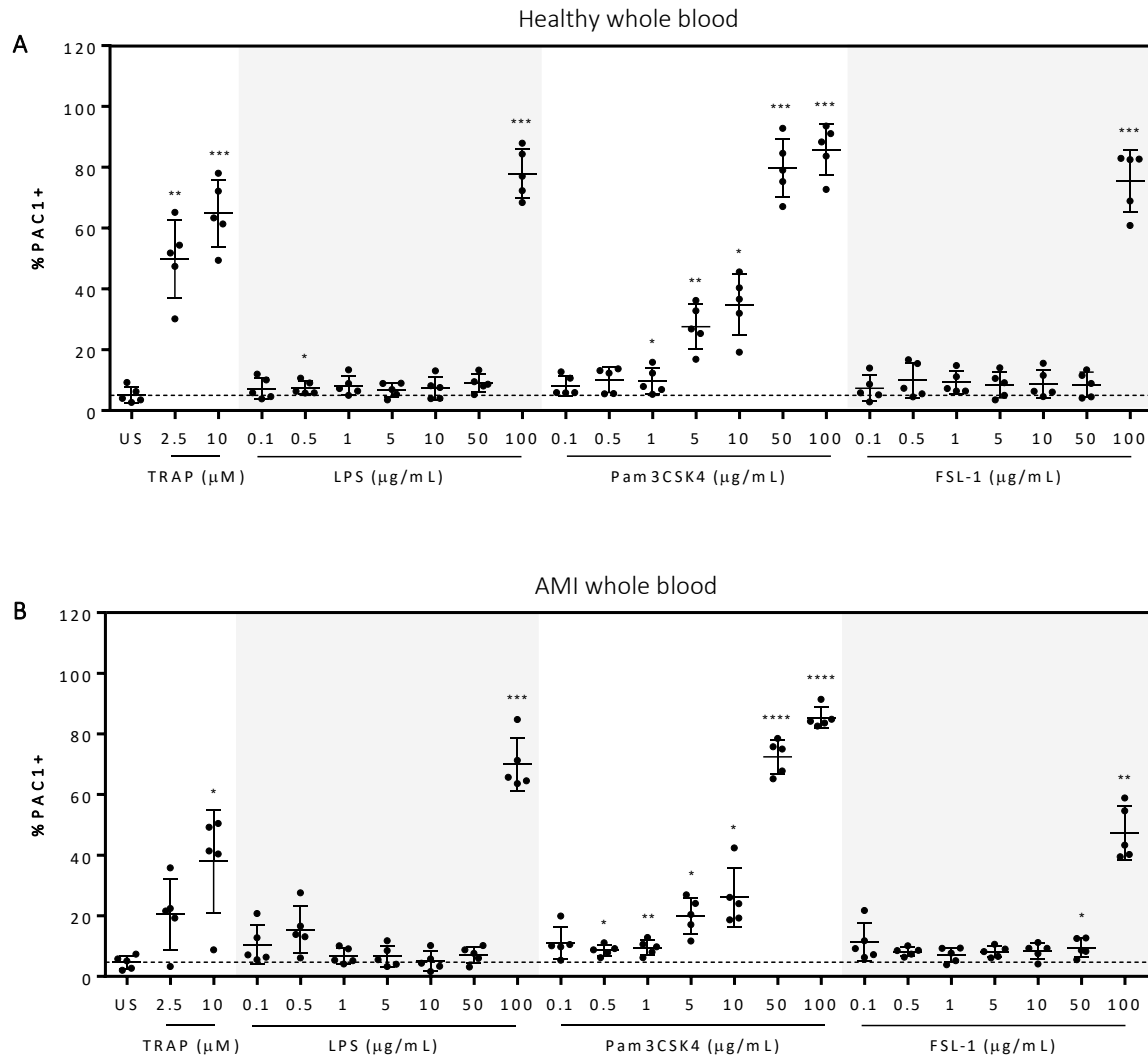 Healthy whole blood
A
120
100
80
60
40
20
0
%PAC1+
** *** * *** * ** * *** *** ***
US 2.5 10 0.1 0.5 1 5 10 50 100 0.1 0.5 1 5 10 50 100 0.1 0.5 1 5 10 50 100
TRAP (μM) LPS (μg/mL) Pam3CSK4 (μg/mL) FSL-1 (μg/mL)
AMI whole blood
B
120
100
80
60
40
20
0
%PAC1+
* *** * ** * * **** **** * **
US 2.5 10 0.1 0.5 1 5 10 50 100 0.1 0.5 1 5 10 50 100 0.1 0.5 1 5 10 50 100
TRAP (μM) LPS (μg/mL) Pam3CSK4 (μg/mL) FSL-1 (μg/mL)